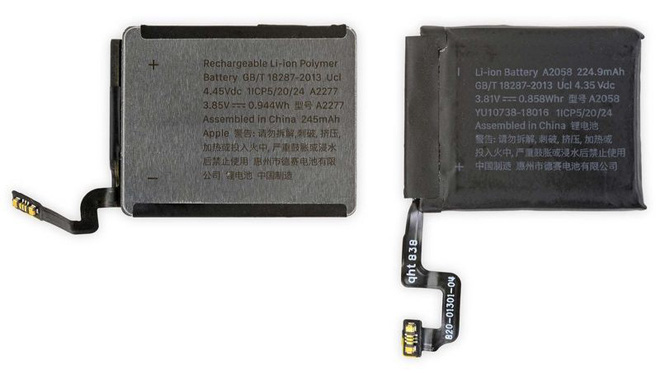 +
Rechargeable Li-ion Polymer
Battery GB/T 18287-2013 Ucl
4.45Vdc 1ICP5/20/24 A2277
3.85V⎓0.944Wh 型号 A2277
Assembled in China 245mAh
Apple 警告: 请勿拆解,刺破, 挤压,
加热或投入火中, 严重鼓胀或浸水
后禁止使用 惠州市德赛电池有限
公司 锂电池 中国制造
−
−
Li-ion Battery A2058 224.9mAh
GB/T 18287-2013 Ucl 4.35 Vdc
3.81V⎓0.858Whr 型号 A2058
YU10738-18016 1ICP5/20/24
Assembled in China 锂电池
警告: 请勿拆解,刺破, 挤压, 加热或
投入火中, 严重鼓胀或浸水后禁止使用
中国制造 惠州市德赛电池有限公司
+
qht 838
820-01301-04